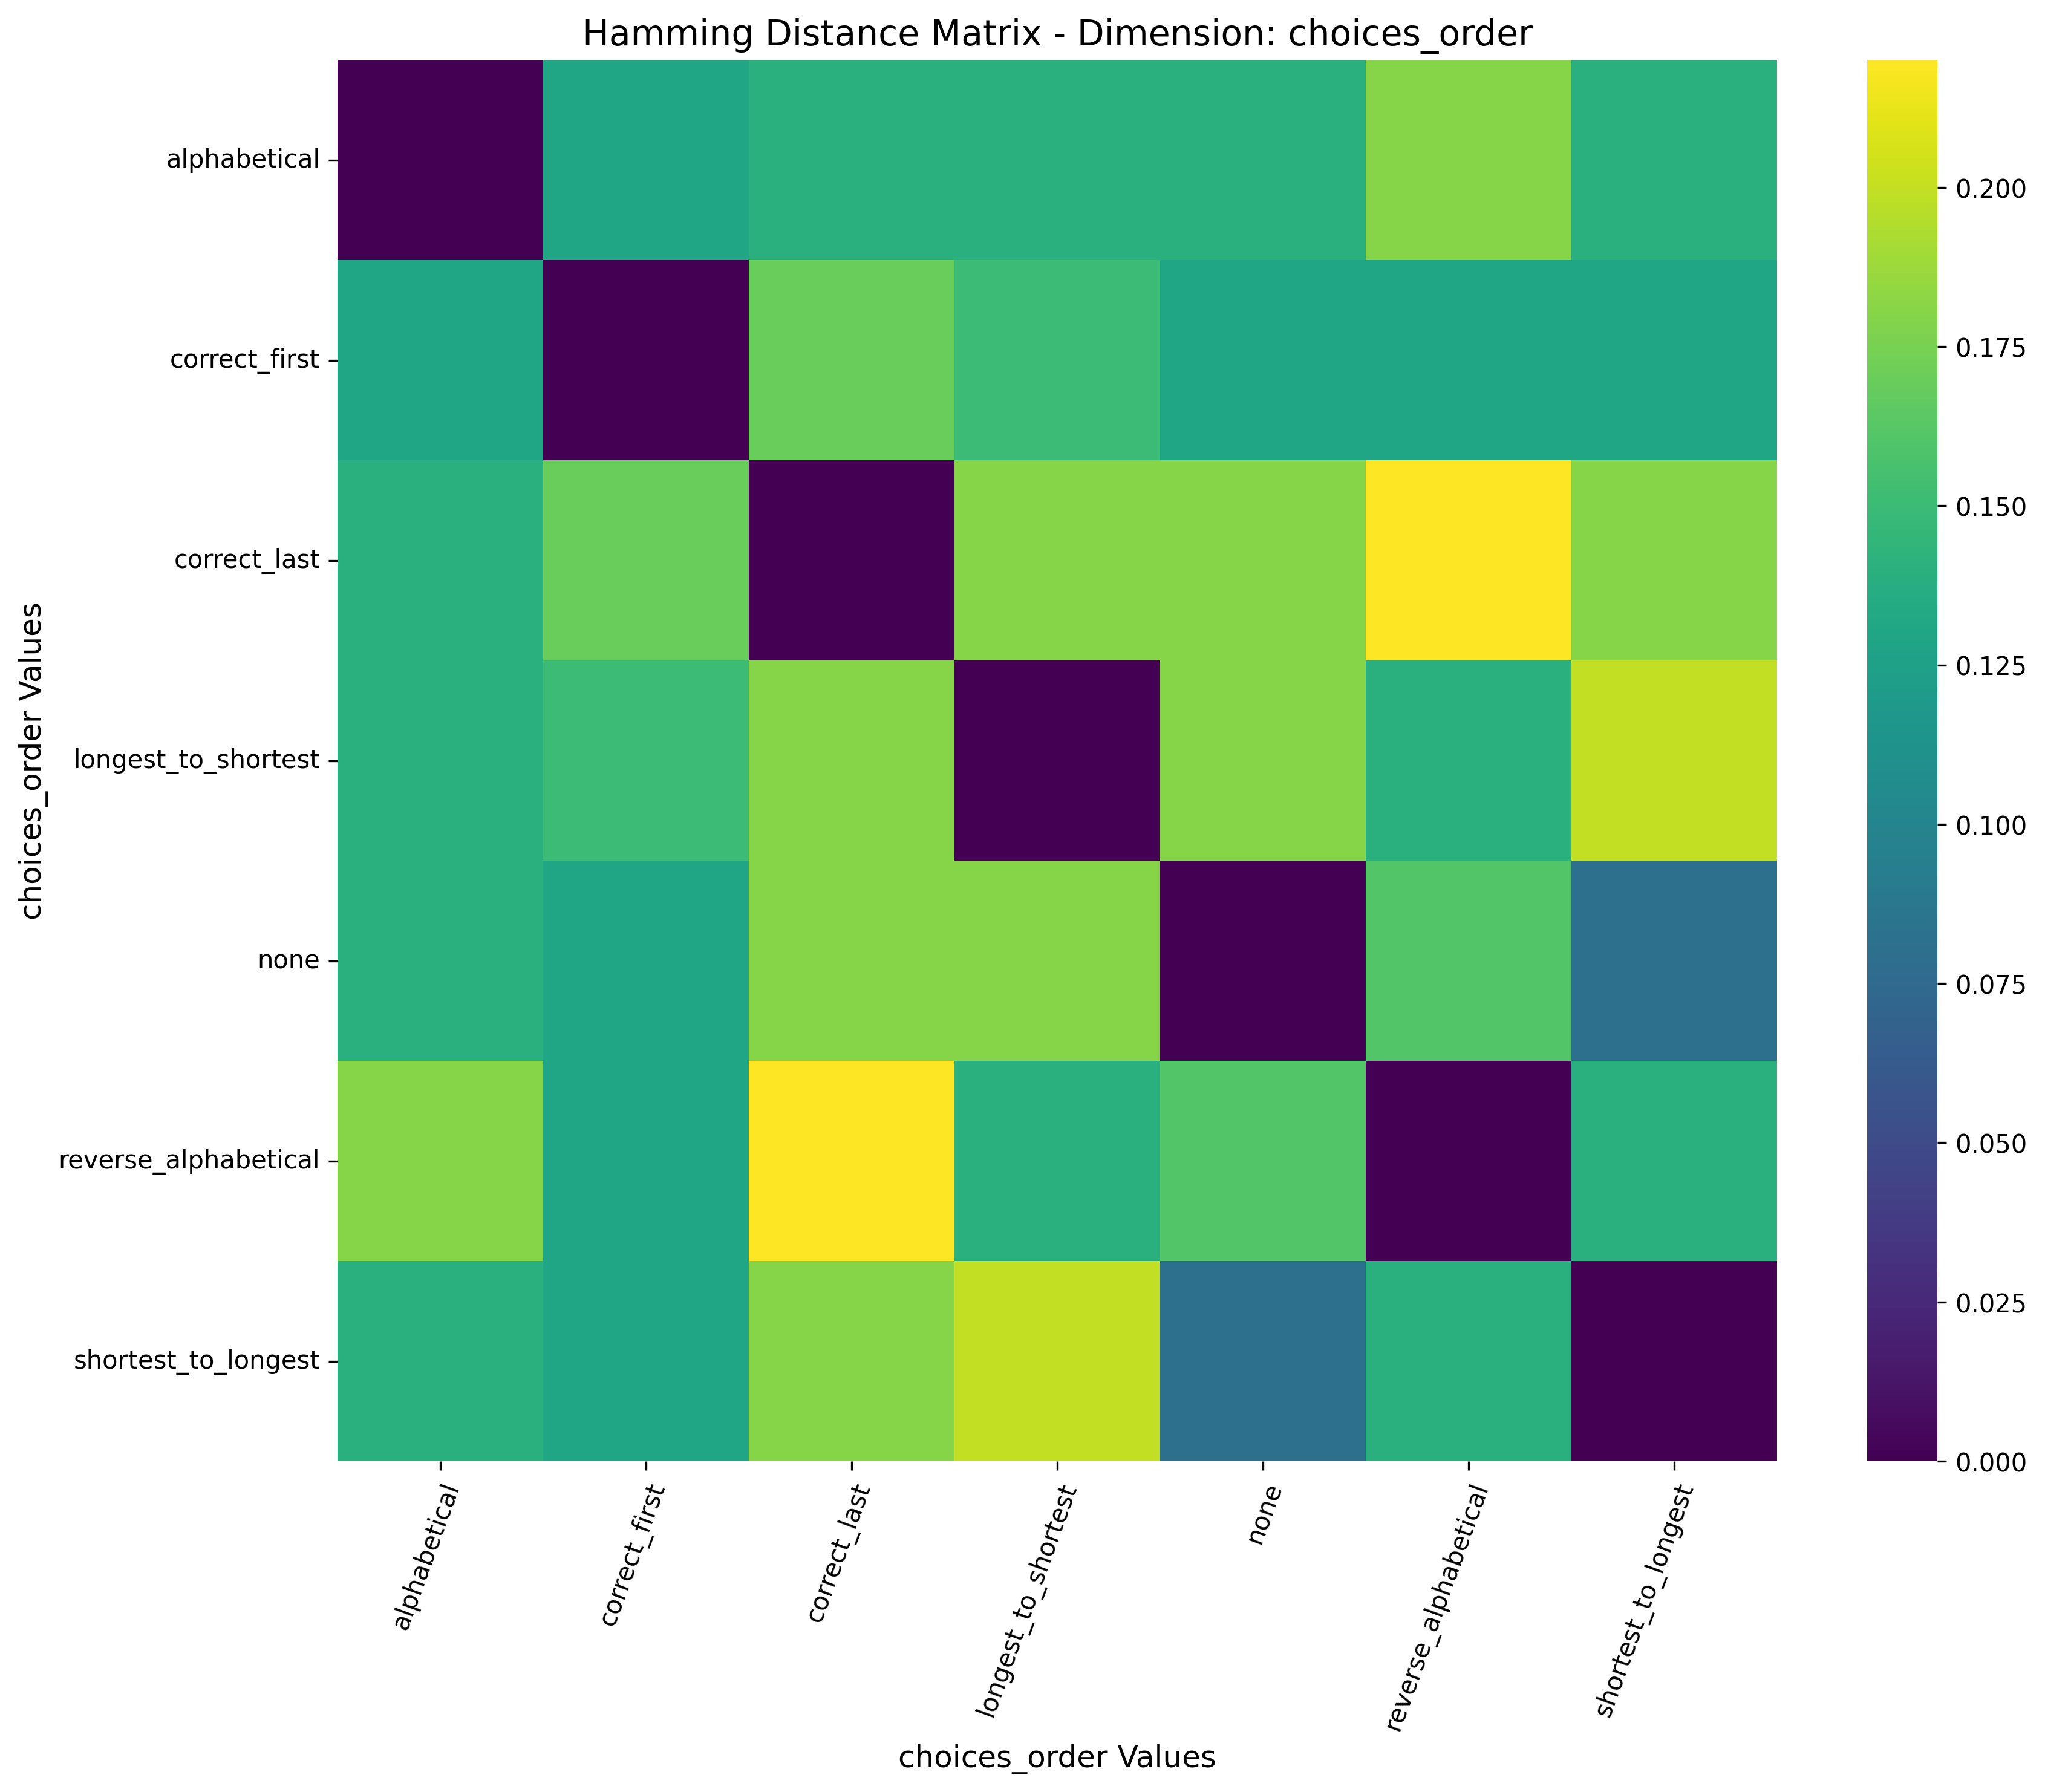 Hamming Distance Matrix - Dimension: choices_order
choices_order Values
alphabetical
correct_first
correct_last
longest_to_shortest
none
reverse_alphabetical
shortest_to_longest
alphabetical
correct_first
correct_last
longest_to_shortest
none
reverse_alphabetical
shortest_to_longest
choices_order Values
0.200
0.175
0.150
0.125
0.100
0.075
0.050
0.025
0.000